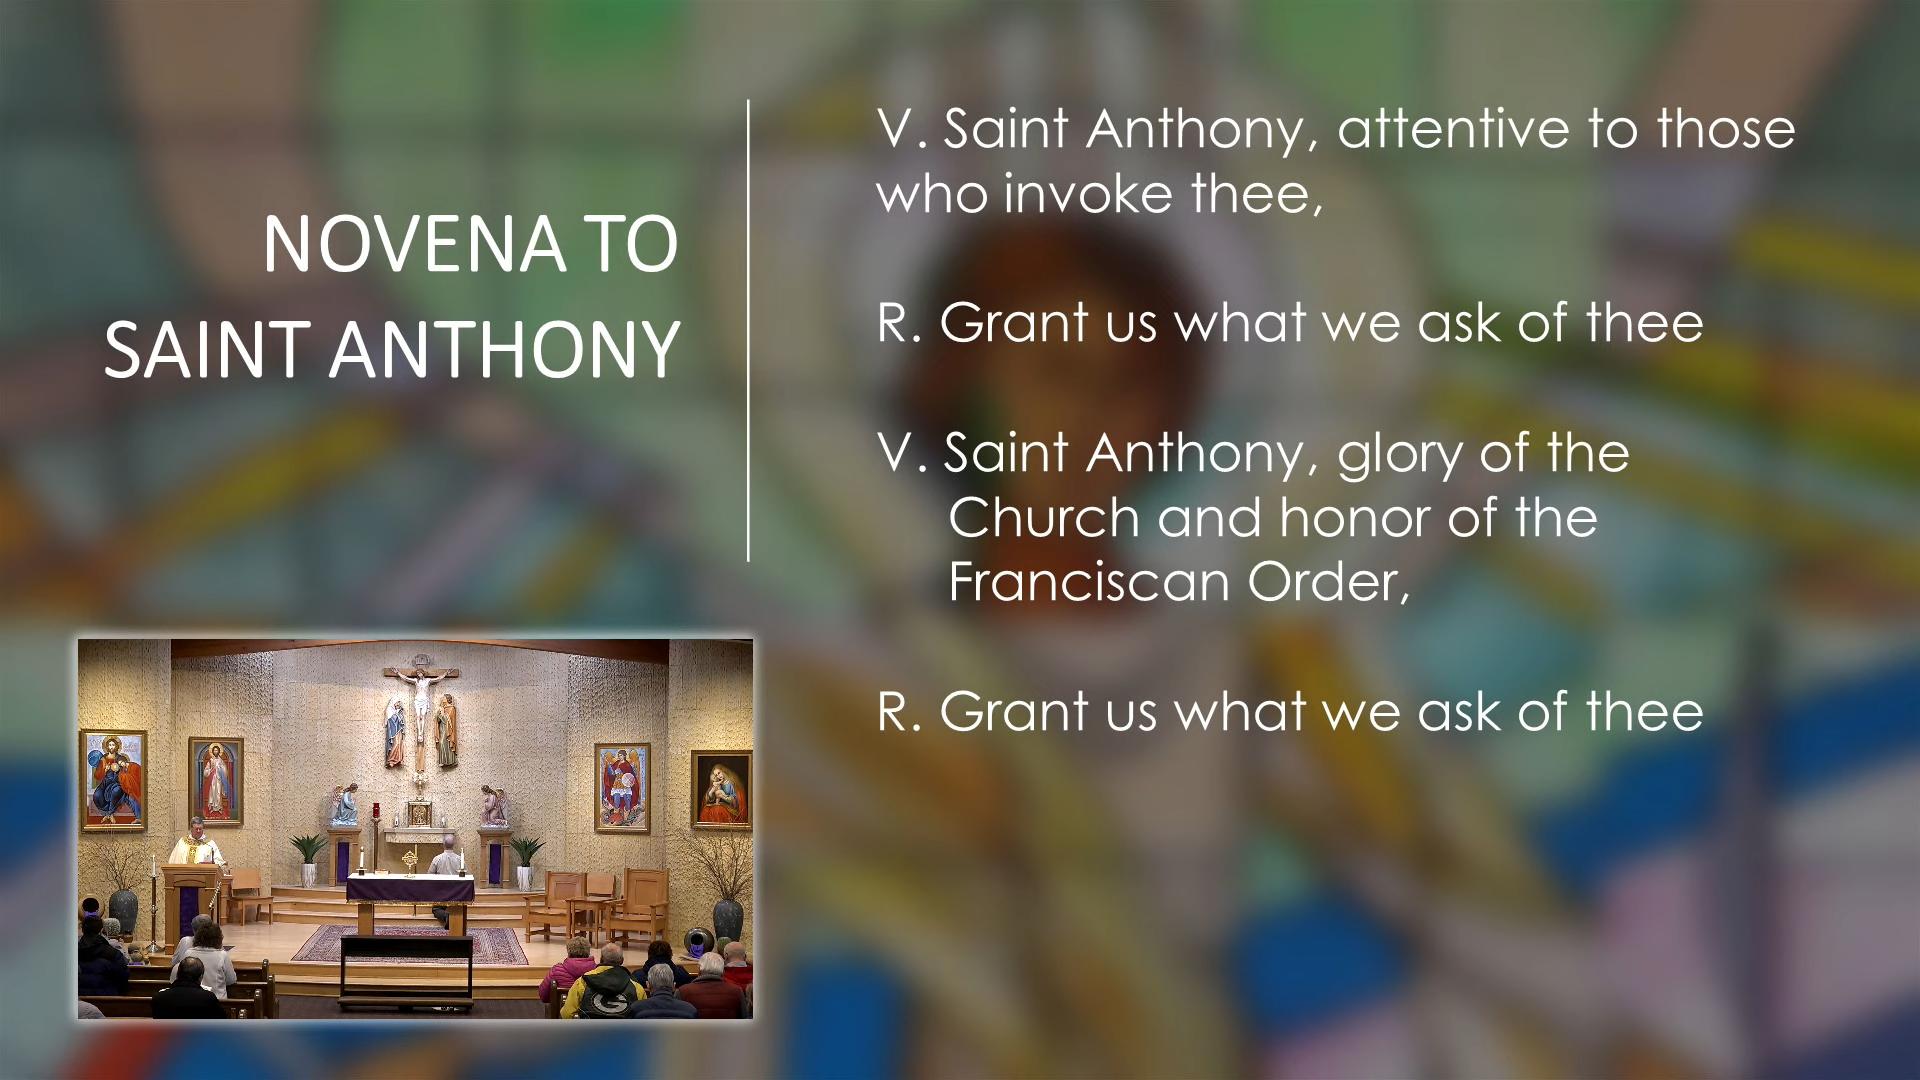 NOVENA TO
SAINT ANTHONY
V. Saint Anthony, attentive to those
who invoke thee,
R. Grant us what we ask of thee
V. Saint Anthony, glory of the
Church and honor of the
Franciscan Order,
R. Grant us what we ask of thee
G